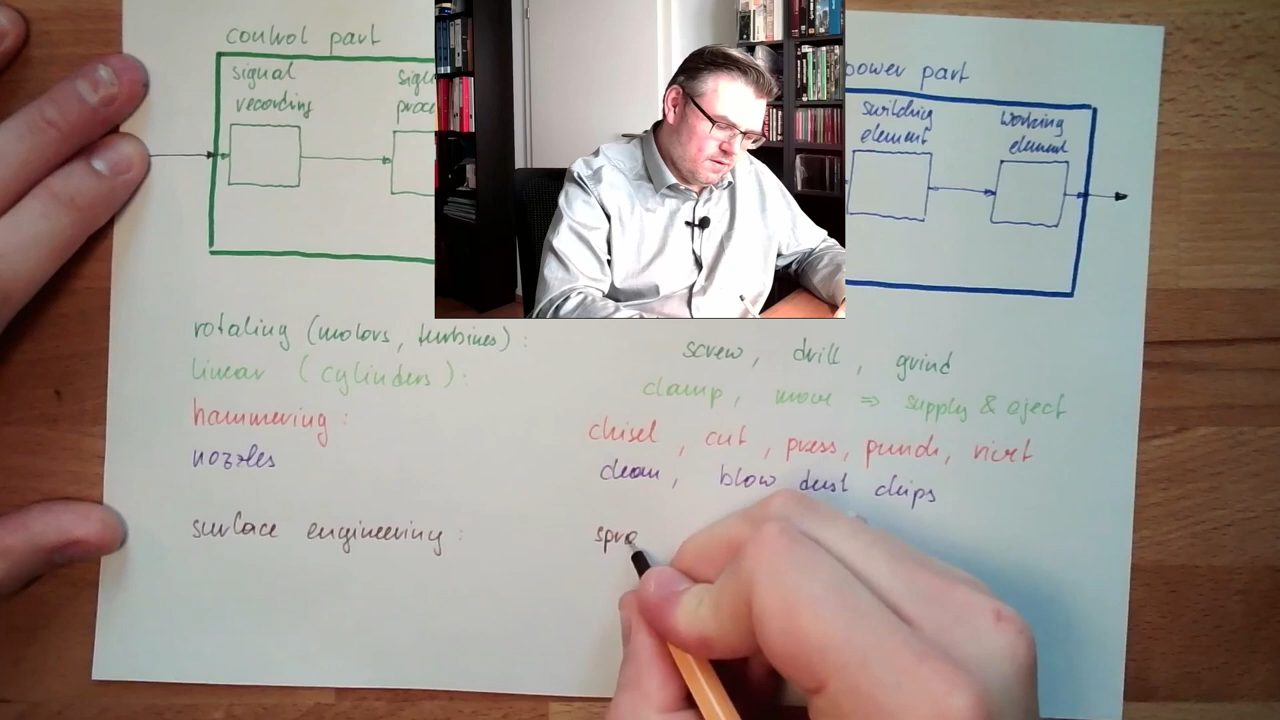 control part
signal
recording
power part
switching
element
working
element
rotating (motors, turbines) : screw, drill, grind
linear (cylinders) : clamp, move => supply & eject
hammering : chisel, cut, press, punch, rivet
nozzles clean, blow dust chips
surface engineering : spra